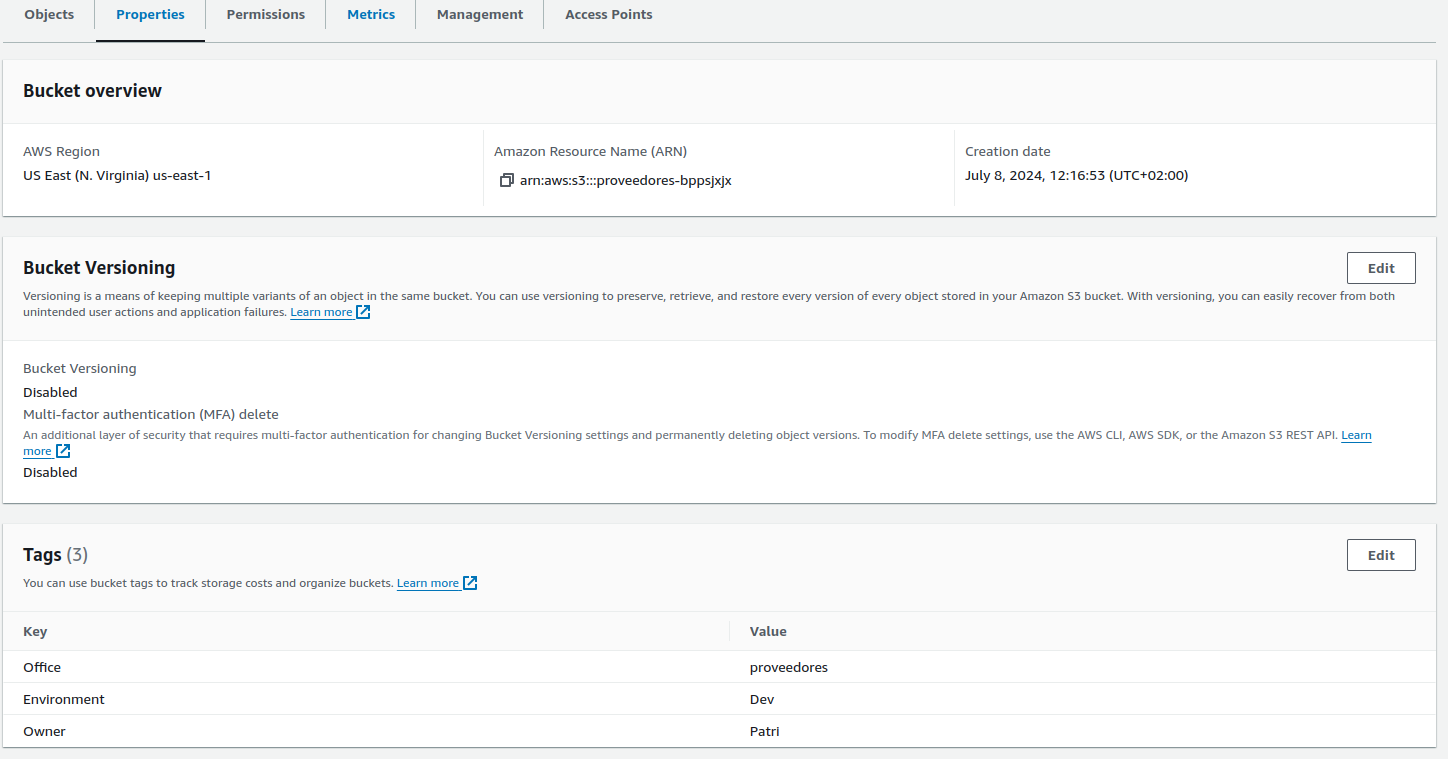 Objects Properties Permissions Metrics Management Access Points
Bucket overview
AWS Region Amazon Resource Name (ARN) Creation date
US East (N. Virginia) us-east-1 arn:aws:s3:::proveedores-bppsjxjx July 8, 2024, 12:16:53 (UTC+02:00)
Bucket Versioning Edit
Versioning is a means of keeping multiple variants of an object in the same bucket. You can use versioning to preserve, retrieve, and restore every version of every object stored in your Amazon S3 bucket. With versioning, you can easily recover from both
unintended user actions and application failures. Learn more
Bucket Versioning
Disabled
Multi-factor authentication (MFA) delete
An additional layer of security that requires multi-factor authentication for changing Bucket Versioning settings and permanently deleting object versions. To modify MFA delete settings, use the AWS CLI, AWS SDK, or the Amazon S3 REST API. Learn
more
Disabled
Tags (3) Edit
You can use bucket tags to track storage costs and organize buckets. Learn more
Key Value
Office proveedores
Environment Dev
Owner Patri